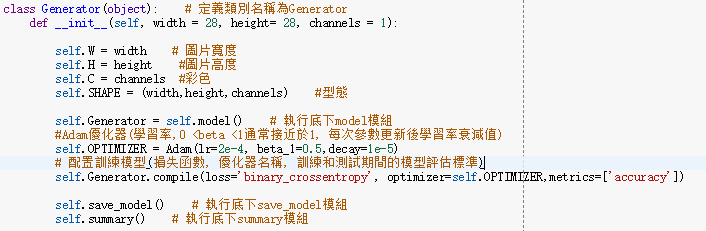 class Generator(object):   # 定義類別名稱為Generator
    def __init__(self, width = 28, height= 28, channels = 1):
        self.W = width   # 圖片寬度
        self.H = height   #圖片高度
        self.C = channels  #彩色
        self.SHAPE = (width,height,channels)   #型態
        self.Generator = self.model()   # 執行底下model模組
        #Adam優化器(學習率,0 <beta <1通常接近於1, 每次參數更新後學習率衰減值)
        self.OPTIMIZER = Adam(lr=2e-4, beta_1=0.5,decay=1e-5)
        # 配置訓練模型(損失函數, 優化器名稱, 訓練和測試期間的模型評估標準)
        self.Generator.compile(loss='binary_crossentropy', optimizer=self.OPTIMIZER,metrics=['accuracy'])
        self.save_model()   # 執行底下save_model模組
        self.summary()   # 執行底下summary模組